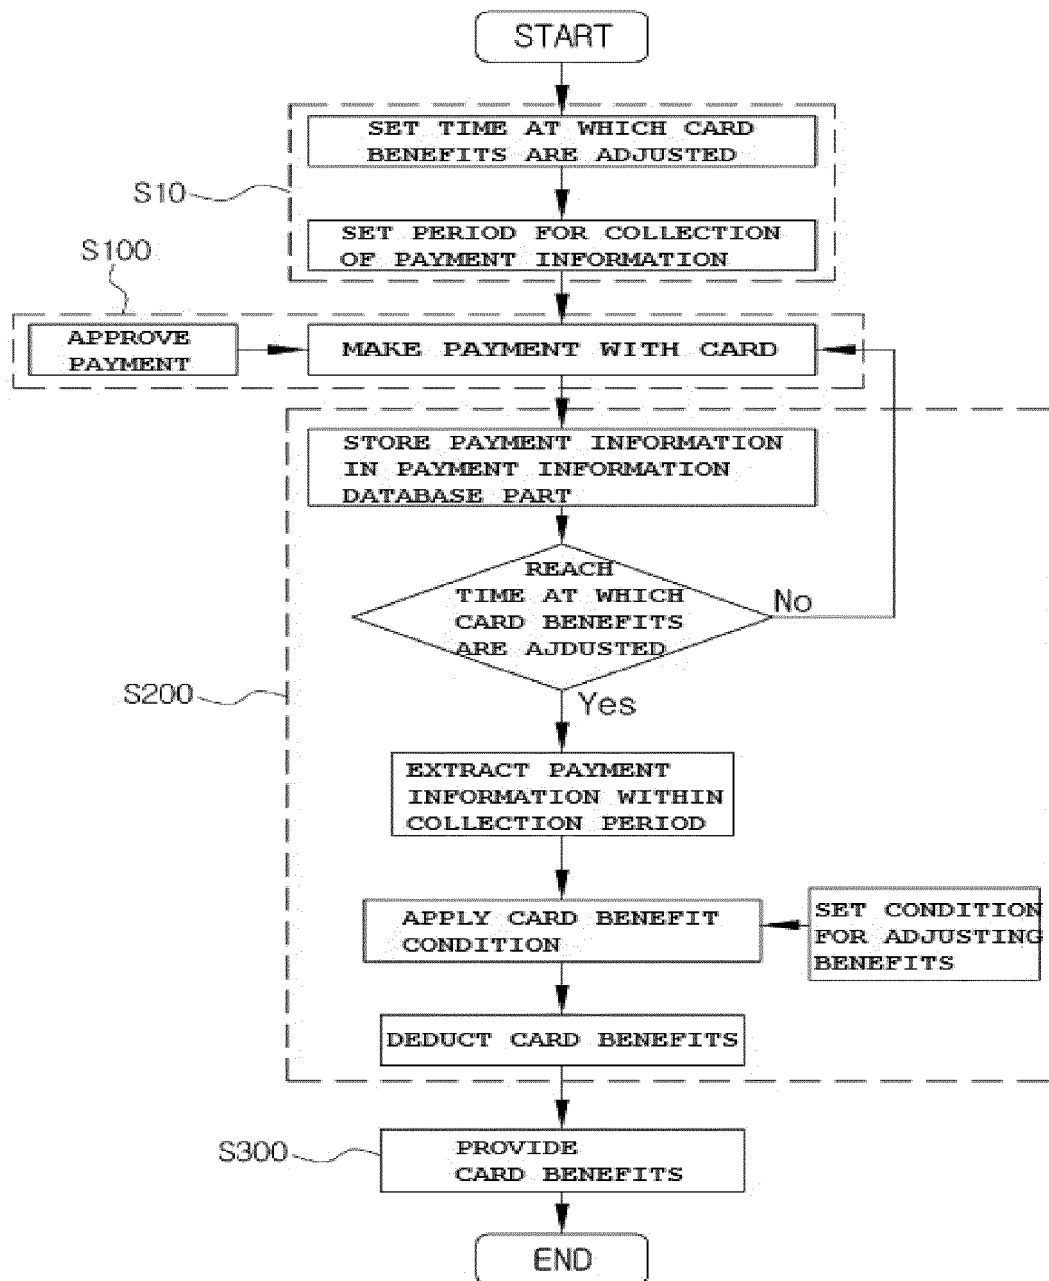 START
SET TIME AT WHICH CARD
BENEFITS ARE ADJUSTED
S10
SET PERIOD FOR COLLECTION
OF PAYMENT INFORMATION
S100
APPROVE
PAYMENT
MAKE PAYMENT WITH CARD
STORE PAYMENT INFORMATION
IN PAYMENT INFORMATION
DATABASE PART
REACH
TIME AT WHICH
CARD BENEFITS
ARE AJDUSTED
No
S200
Yes
EXTRACT PAYMENT
INFORMATION WITHIN
COLLECTION PERIOD
APPLY CARD BENEFIT
CONDITION
SET CONDITION
FOR ADJUSTING
BENEFITS
DEDUCT CARD BENEFITS
S300
PROVIDE
CARD BENEFITS
END